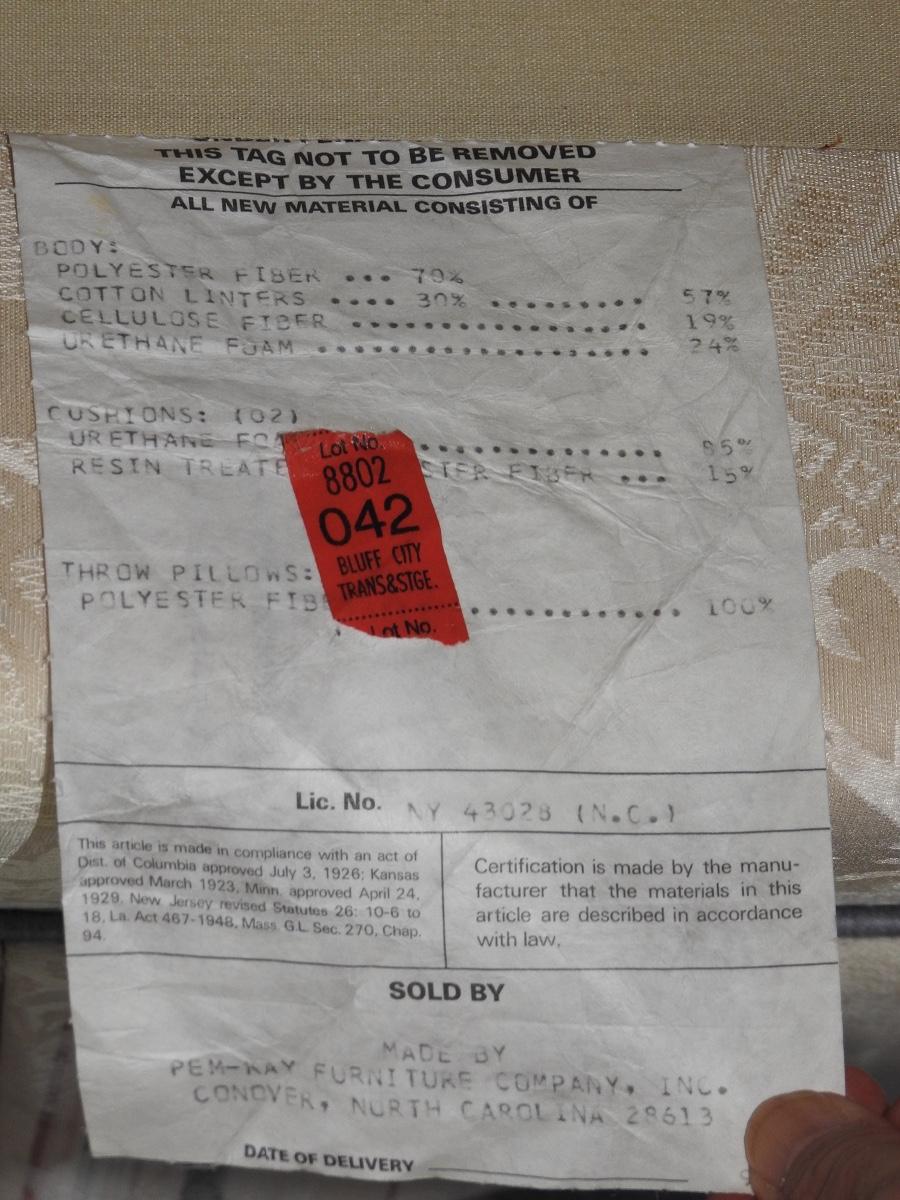 THIS TAG NOT TO BE REMOVED
EXCEPT BY THE CONSUMER
ALL NEW MATERIAL CONSISTING OF
BODY:
POLYESTER FIBER ... 70%
COTTON LINTERS .... 30% .......... 57%
CELLULOSE FIBER .................... 19%
URETHANE FOAM ...................... 24%
CUSHIONS: (02)
URETHANE ............. 85%
RESIN FIBER ... 15%
Lot No.
8802
042
BLUFF CITY
TRANS&STGE.
Lot No.
THROW PILLOWS:
POLYESTER ............. 100%
Lic. No. NY 43028 (N.C.)
This article is made in compliance with an act of
Dist. of Columbia approved July 3, 1926; Kansas
approved March 1923, Minn. approved April 24,
1929, New Jersey revised Statutes 26: 10-6 to
18, La. Act 467-1948, Mass. G.L. Sec. 270, Chap.
94.
Certification is made by the manu-
facturer that the materials in this
article are described in accordance
with law.
SOLD BY
MADE BY
PEM-KAY FURNITURE COMPANY, INC.
CONOVER, NORTH CAROLINA 28613
DATE OF DELIVERY